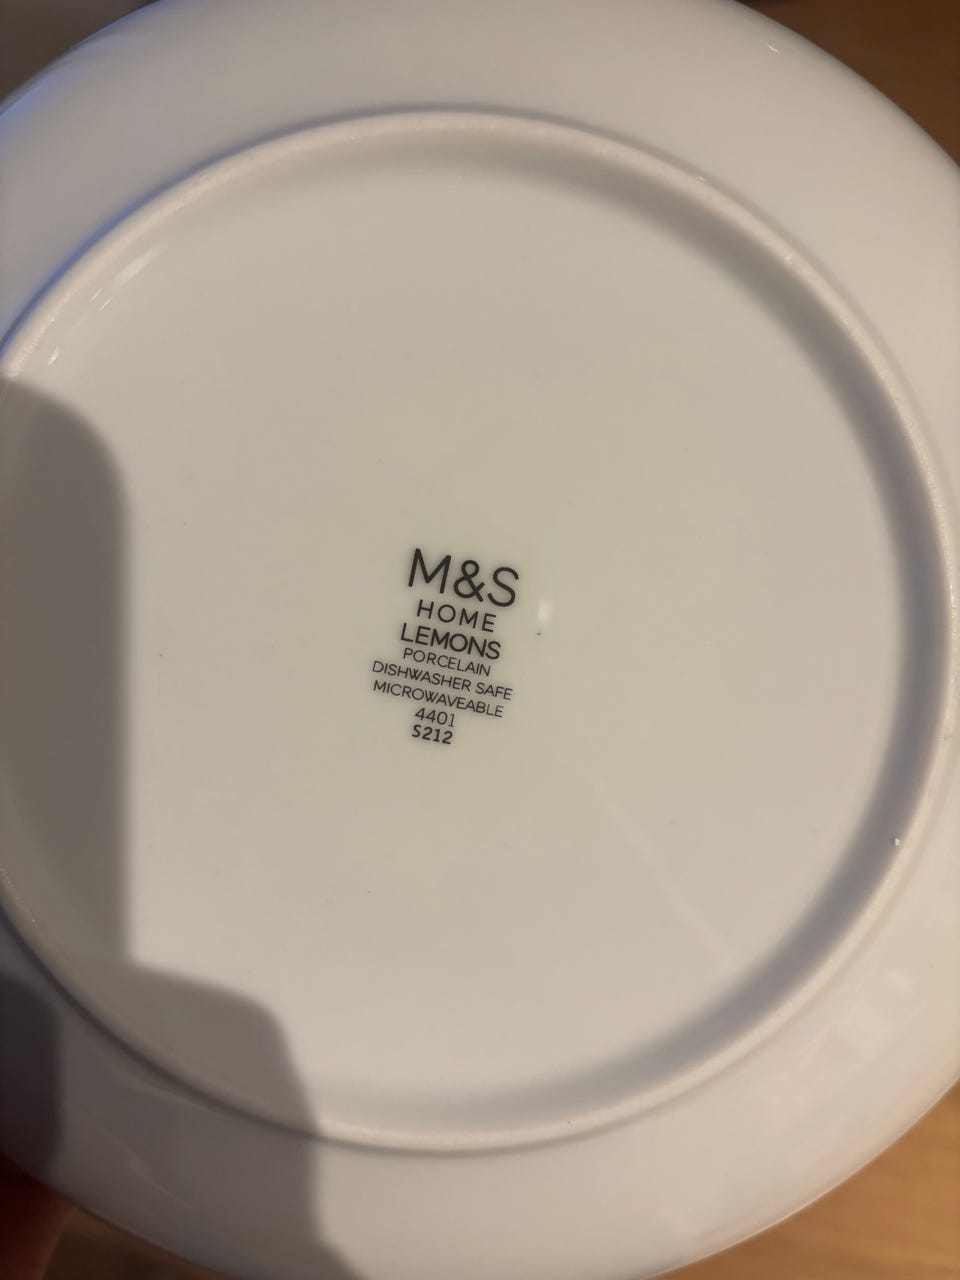 M&S
HOME
LEMONS
PORCELAIN
DISHWASHER SAFE
MICROWAVEABLE
4401
S212